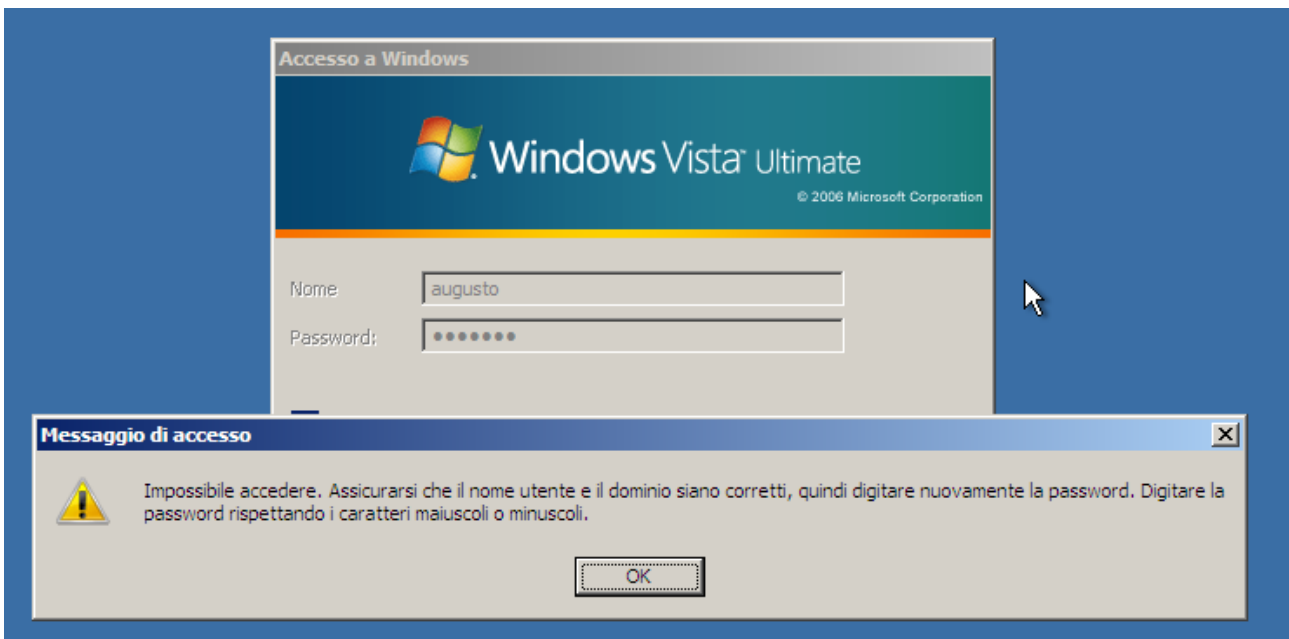 Accesso a Windows
Windows Vista™ Ultimate
© 2006 Microsoft Corporation
Nome
augusto
Password:
•••••••
Messaggio di accesso
Impossibile accedere. Assicurarsi che il nome utente e il dominio siano corretti, quindi digitare nuovamente la password. Digitare la
password rispettando i caratteri maiuscoli o minuscoli.
OK